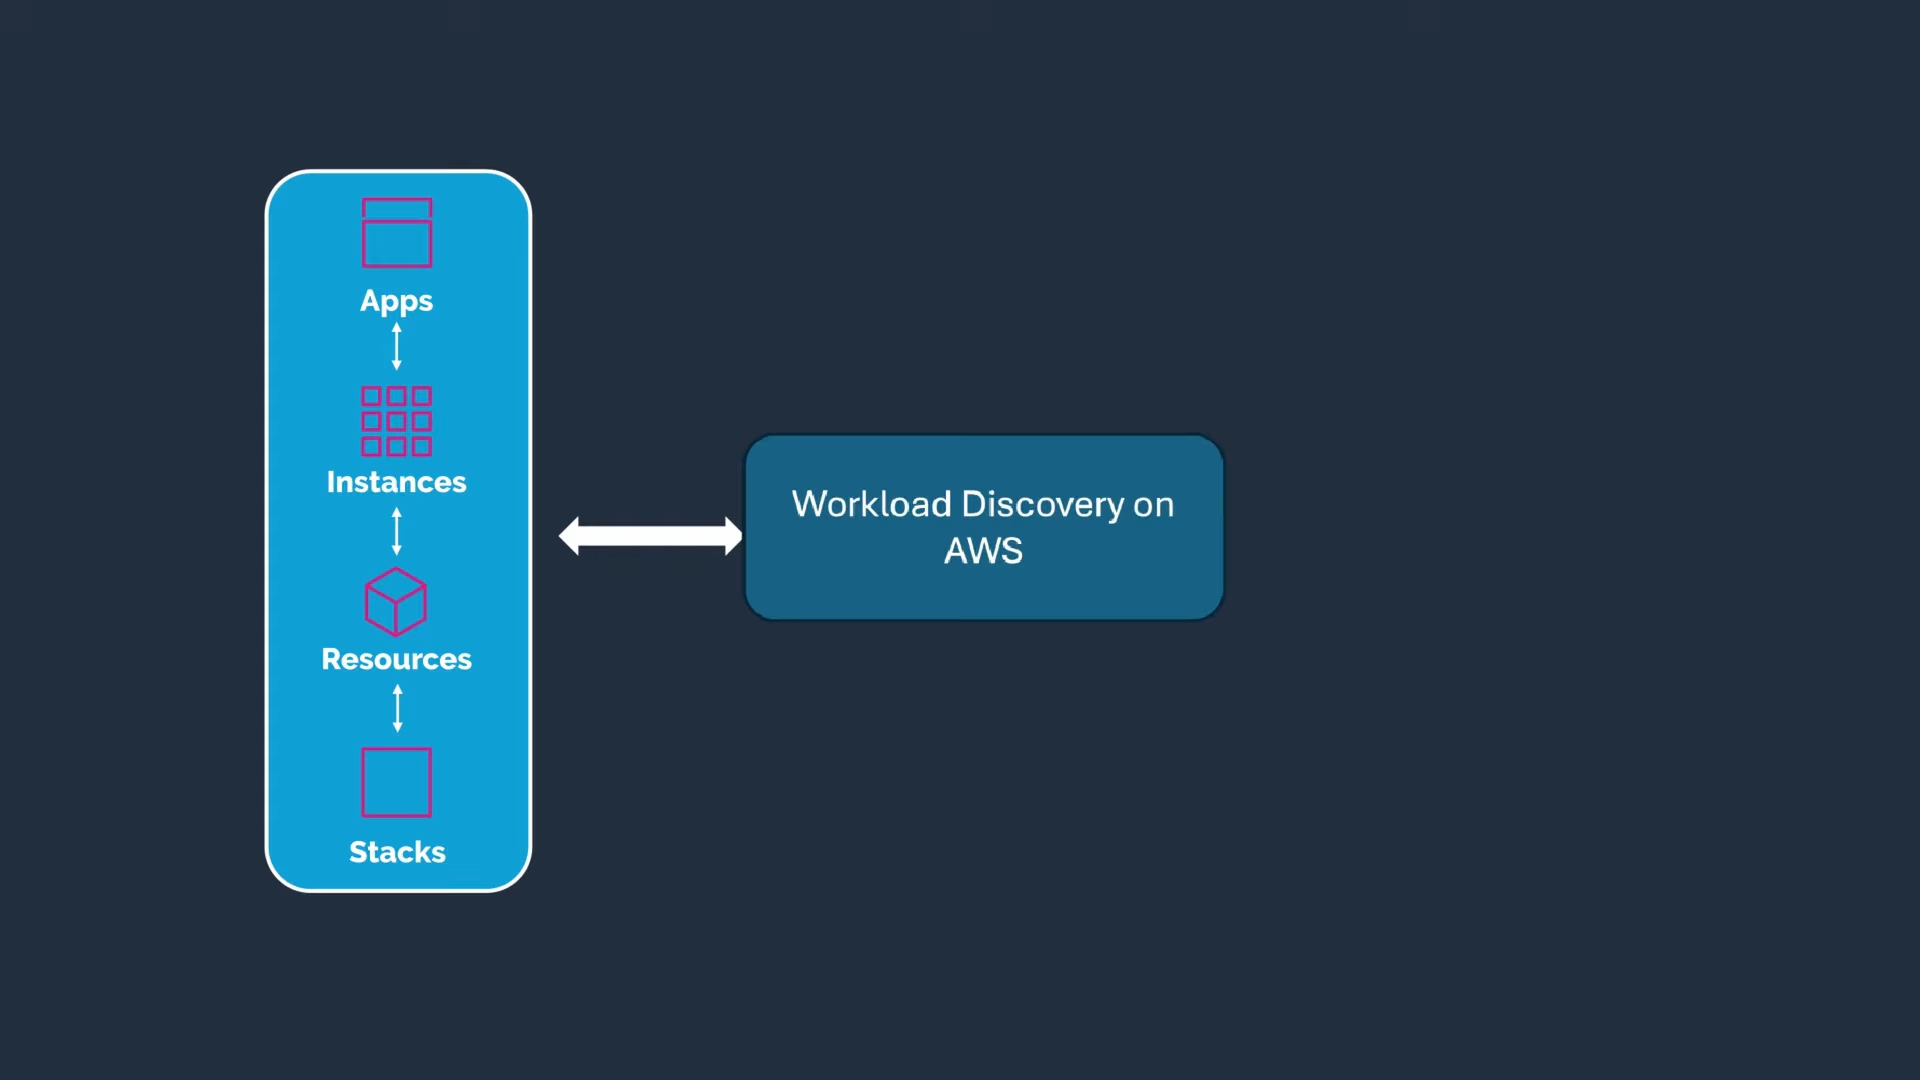 Apps
Instances
Resources
Stacks
Workload Discovery on
AWS